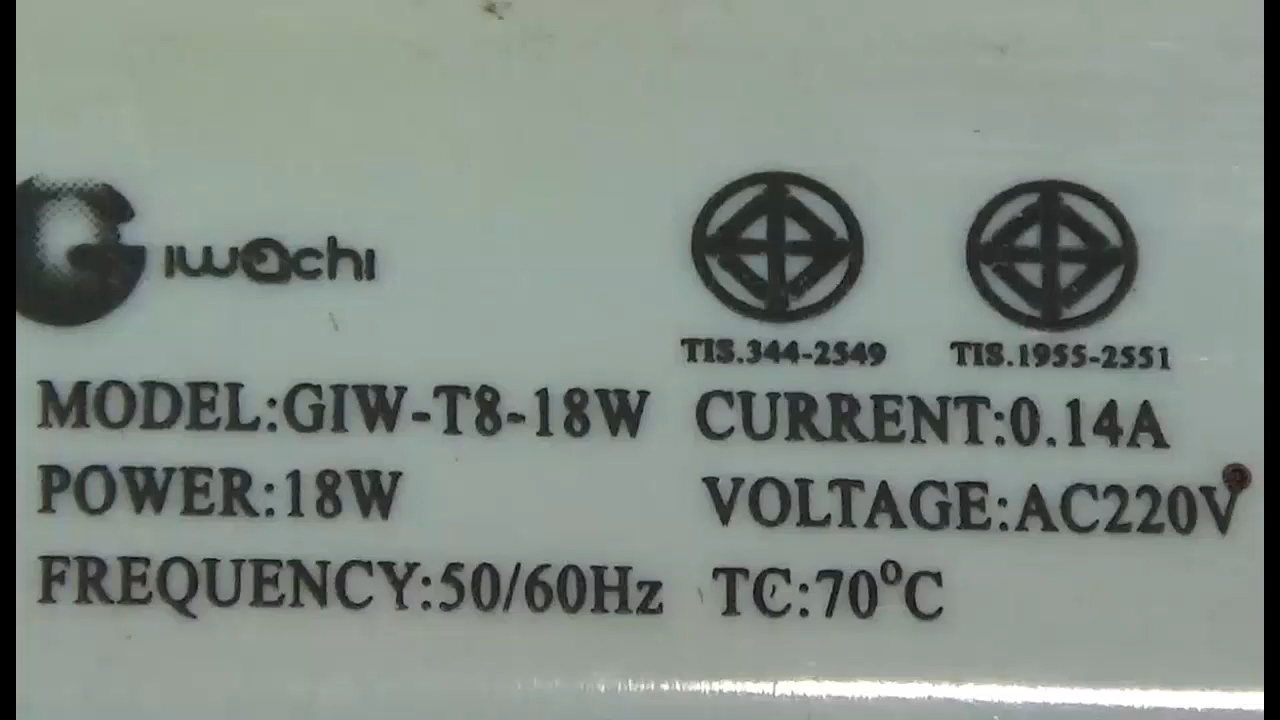 Giwachi
TIS.344-2549 TIS.1955-2551
MODEL:GIW-T8-18W CURRENT:0.14A
POWER:18W VOLTAGE:AC220V
FREQUENCY:50/60Hz TC:70°C